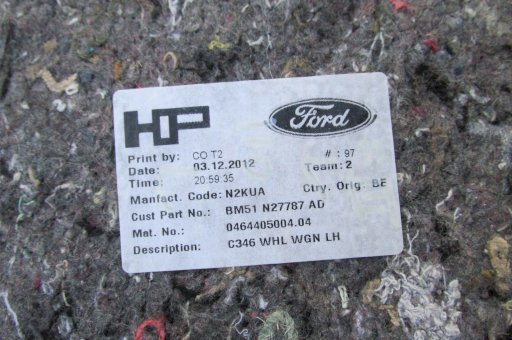 HP Ford
Print by: CO T2 # : 97
Date: 03.12.2012 Team: 2
Time: 20:59:35
Manfact. Code: N2KUA Ctry. Orig. BE
Cust Part No.: BM51 N27787 AD
Mat. No.: 0464405004.04
Description: C346 WHL WGN LH